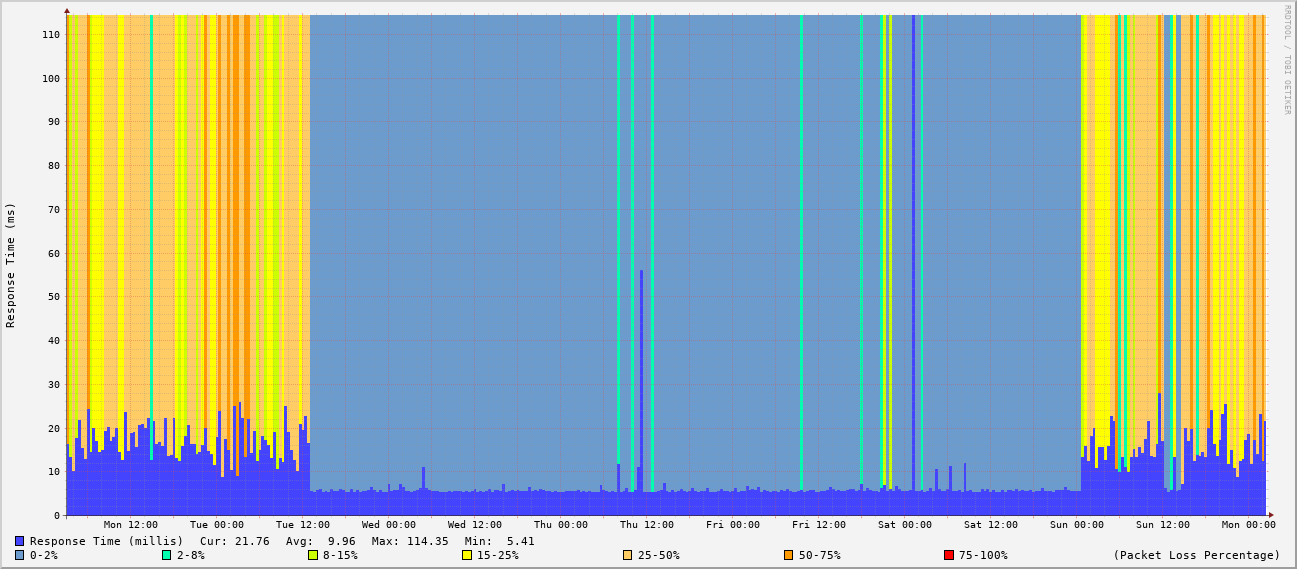 RRDTOOL / TOBI OETIKER
Response Time (ms)
110
100
90
80
70
60
50
40
30
20
10
0
Mon 12:00 Tue 00:00 Tue 12:00 Wed 00:00 Wed 12:00 Thu 00:00 Thu 12:00 Fri 00:00 Fri 12:00 Sat 00:00 Sat 12:00 Sun 00:00 Sun 12:00 Mon 00:00
Response Time (millis) Cur: 21.76 Avg: 9.96 Max: 114.35 Min: 5.41
0-2% 2-8% 8-15% 15-25% 25-50% 50-75% 75-100% (Packet Loss Percentage)